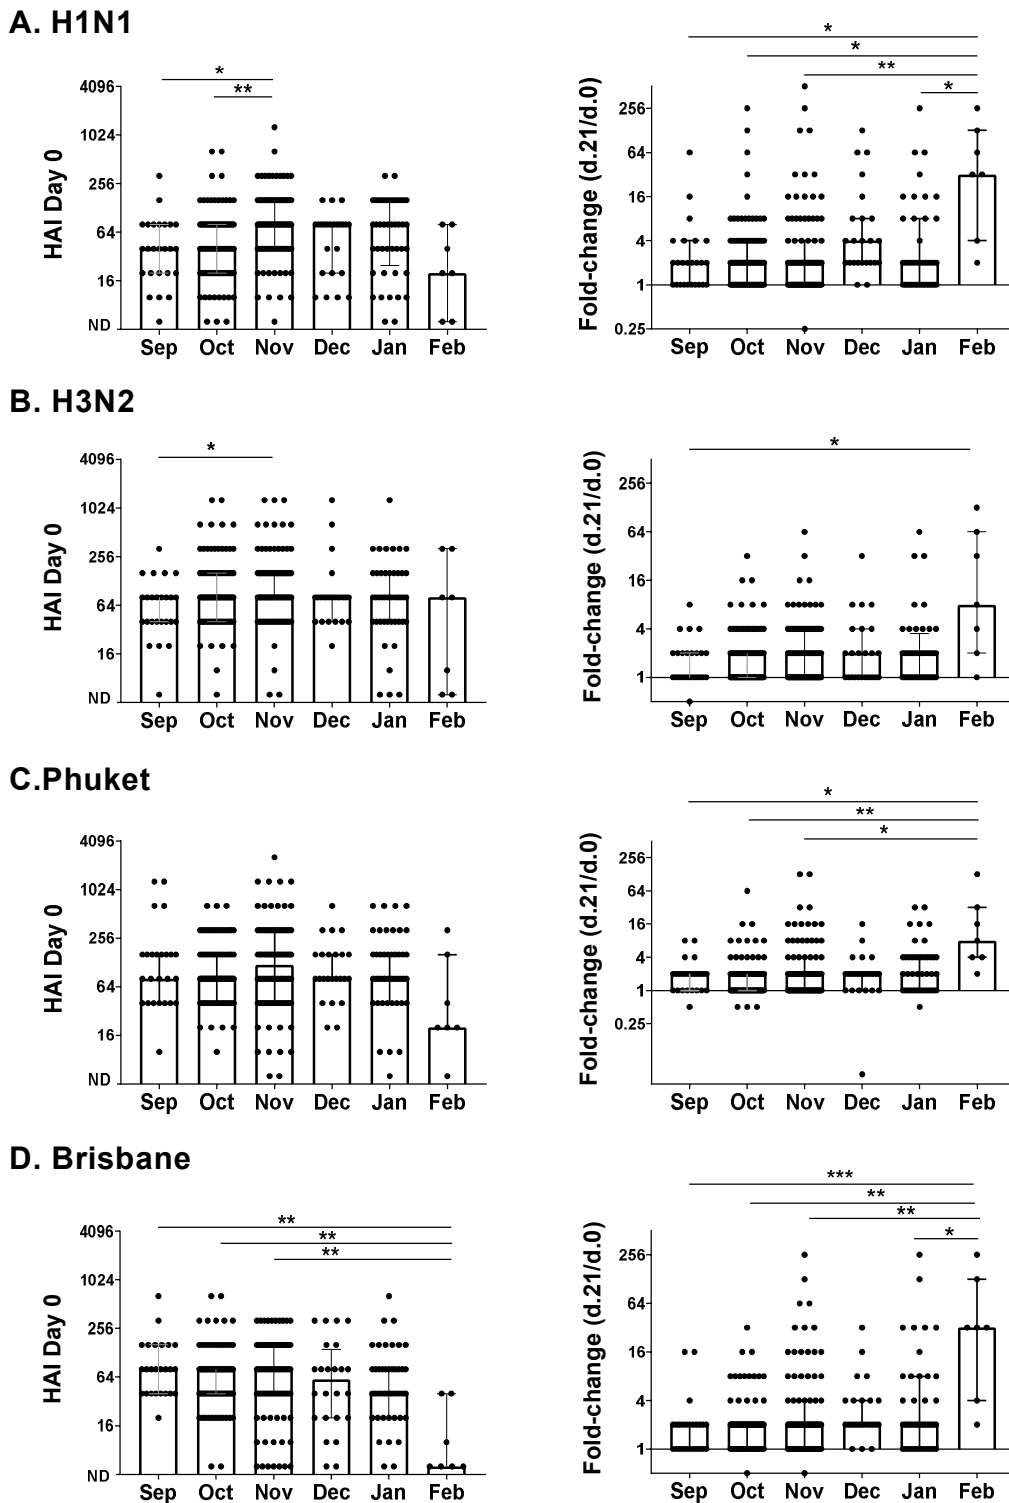 A. H1N1
*
**
HAI Day 0
4096
1024
256
64
16
ND
Sep Oct Nov Dec Jan Feb
*
*
**
*
Fold-change (d.21/d.0)
256
64
16
4
1
0.25
Sep Oct Nov Dec Jan Feb
B. H3N2
*
HAI Day 0
4096
1024
256
64
16
ND
Sep Oct Nov Dec Jan Feb
*
Fold-change (d.21/d.0)
256
64
16
4
1
Sep Oct Nov Dec Jan Feb
C.Phuket
HAI Day 0
4096
1024
256
64
16
ND
Sep Oct Nov Dec Jan Feb
*
**
*
Fold-change (d.21/d.0)
256
64
16
4
1
0.25
Sep Oct Nov Dec Jan Feb
D. Brisbane
**
**
**
HAI Day 0
4096
1024
256
64
16
ND
Sep Oct Nov Dec Jan Feb
***
**
**
*
Fold-change (d.21/d.0)
256
64
16
4
1
Sep Oct Nov Dec Jan Feb